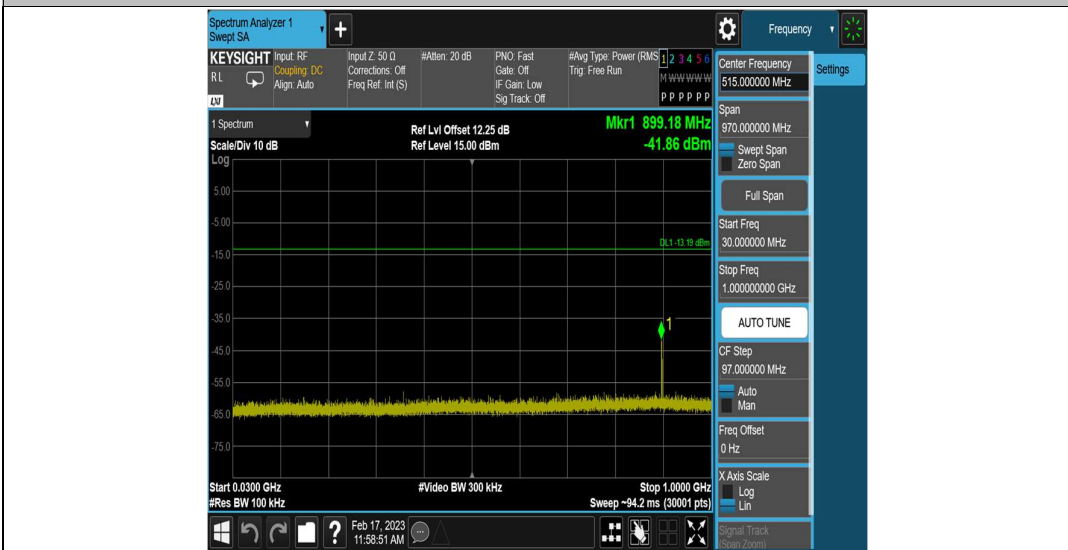 Spectrum Analyzer 1
Swept SA
+
Frequency
KEYSIGHT
RL
LXI
Input: RF
Coupling: DC
Align: Auto
Input Z: 50 Ω
Corrections: Off
Freq Ref: Int (S)
#Atten: 20 dB
PNO: Fast
Gate: Off
IF Gain: Low
Sig Track: Off
#Avg Type: Power (RMS
Trig: Free Run
1 2 3 4 5 6
M W W W W W
P P P P P P
1 Spectrum
Scale/Div 10 dB
Log
Ref Lvl Offset 12.25 dB
Ref Level 15.00 dBm
Mkr1 899.18 MHz
-41.86 dBm
5.00
-5.00
-15.0
-25.0
-35.0
-45.0
-55.0
-65.0
-75.0
DL1 -13.19 dBm
1
Start 0.0300 GHz
#Res BW 100 kHz
#Video BW 300 kHz
Stop 1.0000 GHz
Sweep ~94.2 ms (30001 pts)
?
Feb 17, 2023
11:58:51 AM
Center Frequency
515.000000 MHz
Settings
Span
970.000000 MHz
Swept Span
Zero Span
Full Span
Start Freq
30.000000 MHz
Stop Freq
1.000000000 GHz
AUTO TUNE
CF Step
97.000000 MHz
Auto
Man
Freq Offset
0 Hz
X Axis Scale
Log
Lin
Signal Track
(Span Zoom)